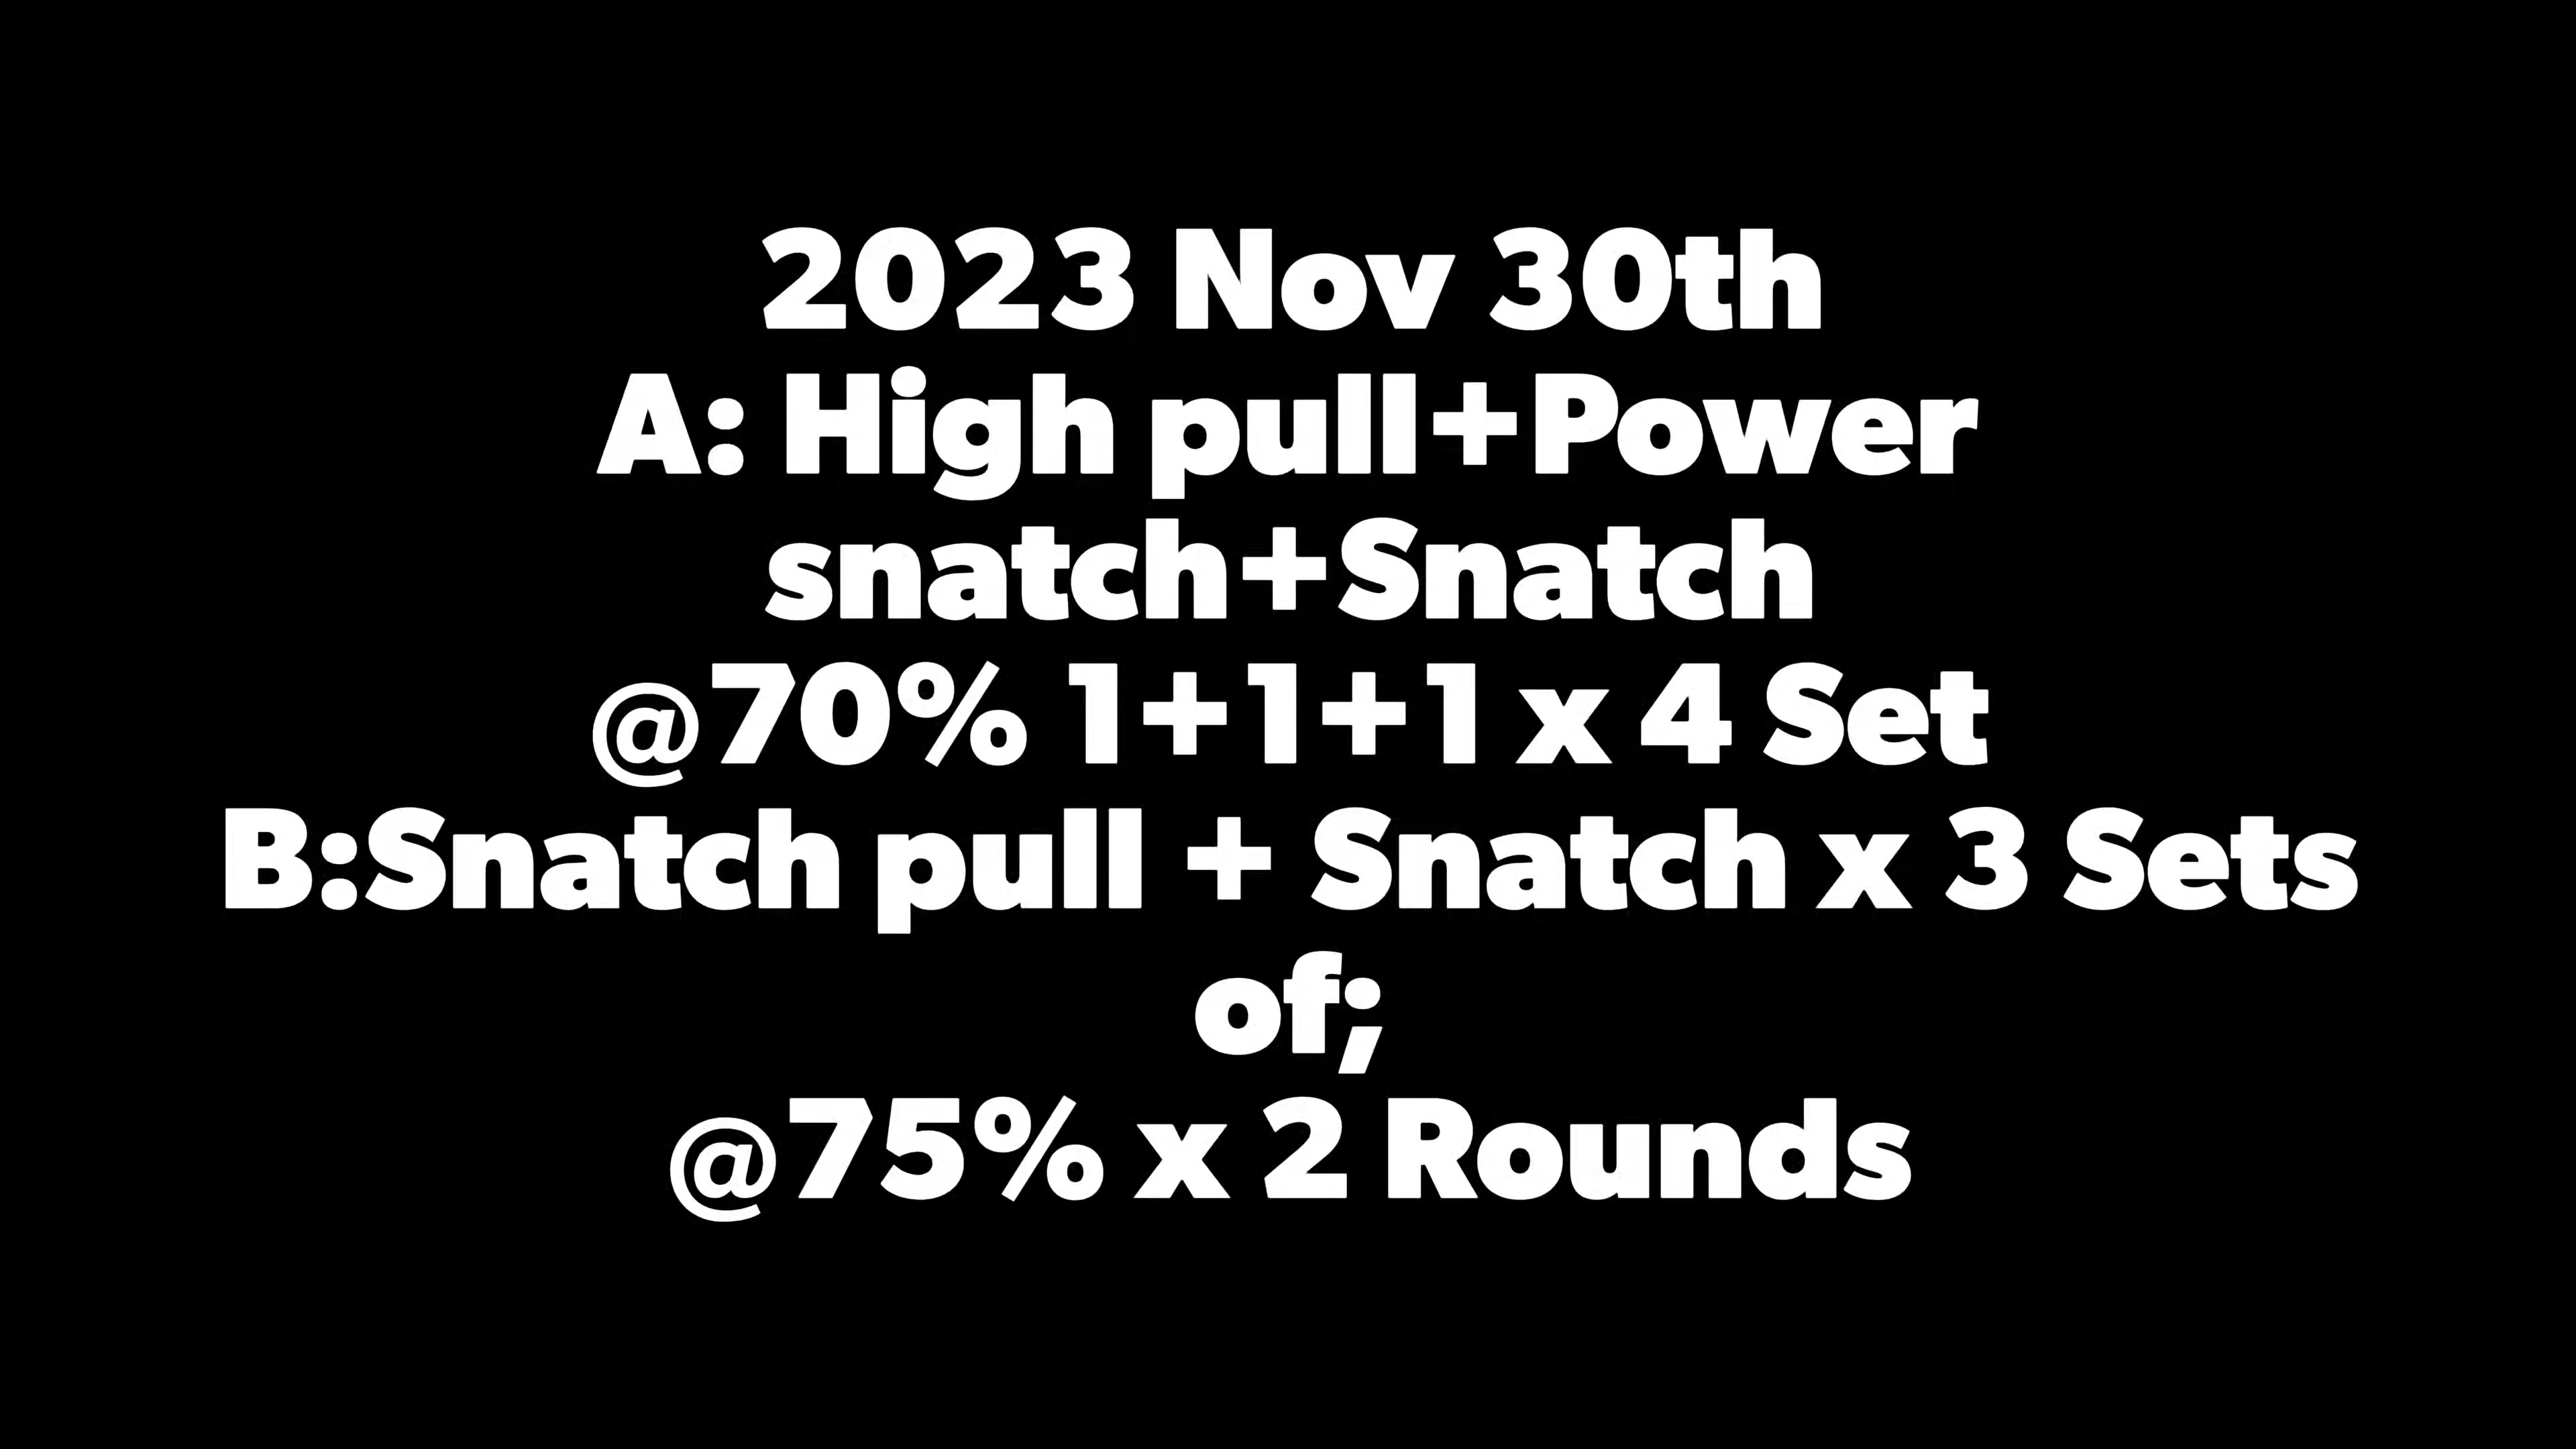 2023 Nov 30th
A: High pull+Power
snatch+Snatch
@70% 1+1+1 x 4 Set
B:Snatch pull + Snatch x 3 Sets
of;
@75% x 2 Rounds